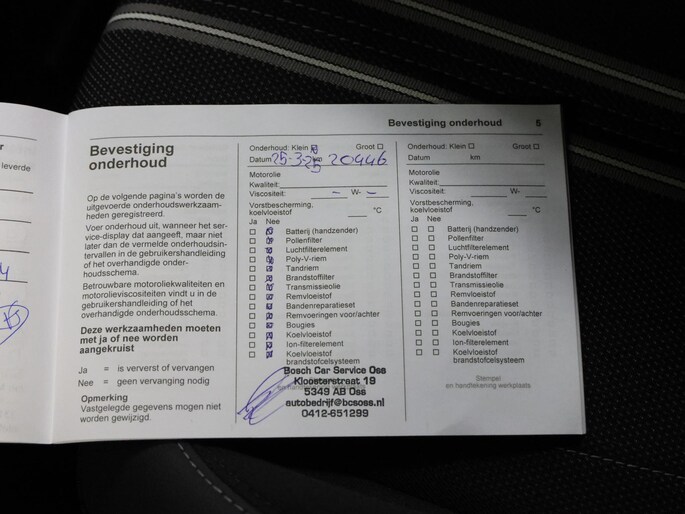 r
leverde
4
Bevestiging onderhoud 5
Bevestiging
onderhoud
Op de volgende pagina's worden de
uitgevoerde onderhoudswerkzaam-
heden geregistreerd.
Voer onderhoud uit, wanneer het ser-
vice-display dat aangeeft, maar niet
later dan de vermelde onderhoudsin-
tervallen in de gebruikershandleiding
of het overhandigde onder-
houdsschema.
Betrouwbare motoroliekwaliteiten en
motorolieviscositeiten vindt u in de
gebruikershandleiding of het
overhandigde onderhoudsschema.
Deze werkzaamheden moeten
met ja of nee worden
aangekruist
Ja = is ververst of vervangen
Nee = geen vervanging nodig
Opmerking
Vastgelegde gegevens mogen niet
worden gewijzigd.
Onderhoud: Klein Groot
Datum 25-3-25 km 20446
Motorolie
Kwaliteit:
Viscositeit: - W- -
Vorstbescherming,
koelvloeistof °C
Ja Nee
Batterij (handzender)
Pollenfilter
Luchtfilterelement
Poly-V-riem
Tandriem
Brandstoffilter
Transmissieolie
Remvloeistof
Bandenreparatieset
Remvoeringen voor/achter
Bougies
Koelvloeistof
Ion-filterelement
Koelvloeistof
brandstofcelsysteem
Bosch Car Service Oss
Kloosterstraat 19
5349 AB Oss
autobedrijf@bcsoss.nl
0412-651299
Onderhoud: Klein Groot
Datum km
Motorolie
Kwaliteit:
Viscositeit: W-
Vorstbescherming,
koelvloeistof °C
Ja Nee
Batterij (handzender)
Pollenfilter
Luchtfilterelement
Poly-V-riem
Tandriem
Brandstoffilter
Transmissieolie
Remvloeistof
Bandenreparatieset
Remvoeringen voor/achter
Bougies
Koelvloeistof
Ion-filterelement
Koelvloeistof
brandstofcelsysteem
Stempel
en handtekening werkplaats